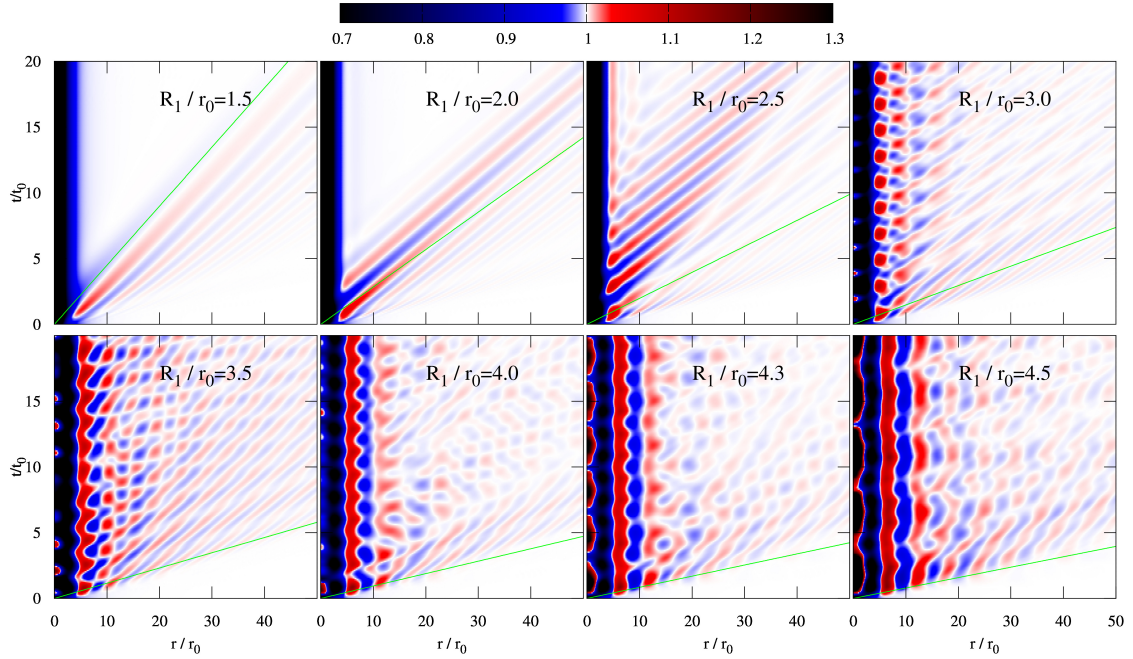 0.7 0.8 0.9 1 1.1 1.2 1.3
20
15
10
5
0
t/t0
R1 / r0=1.5
R1 / r0=2.0
R1 / r0=2.5
R1 / r0=3.0
15
10
5
0
t/t0
R1 / r0=3.5
R1 / r0=4.0
R1 / r0=4.3
R1 / r0=4.5
0 10 20 30 40 0 10 20 30 40 0 10 20 30 40 0 10 20 30 40 50
r / r0 r / r0 r / r0 r / r0